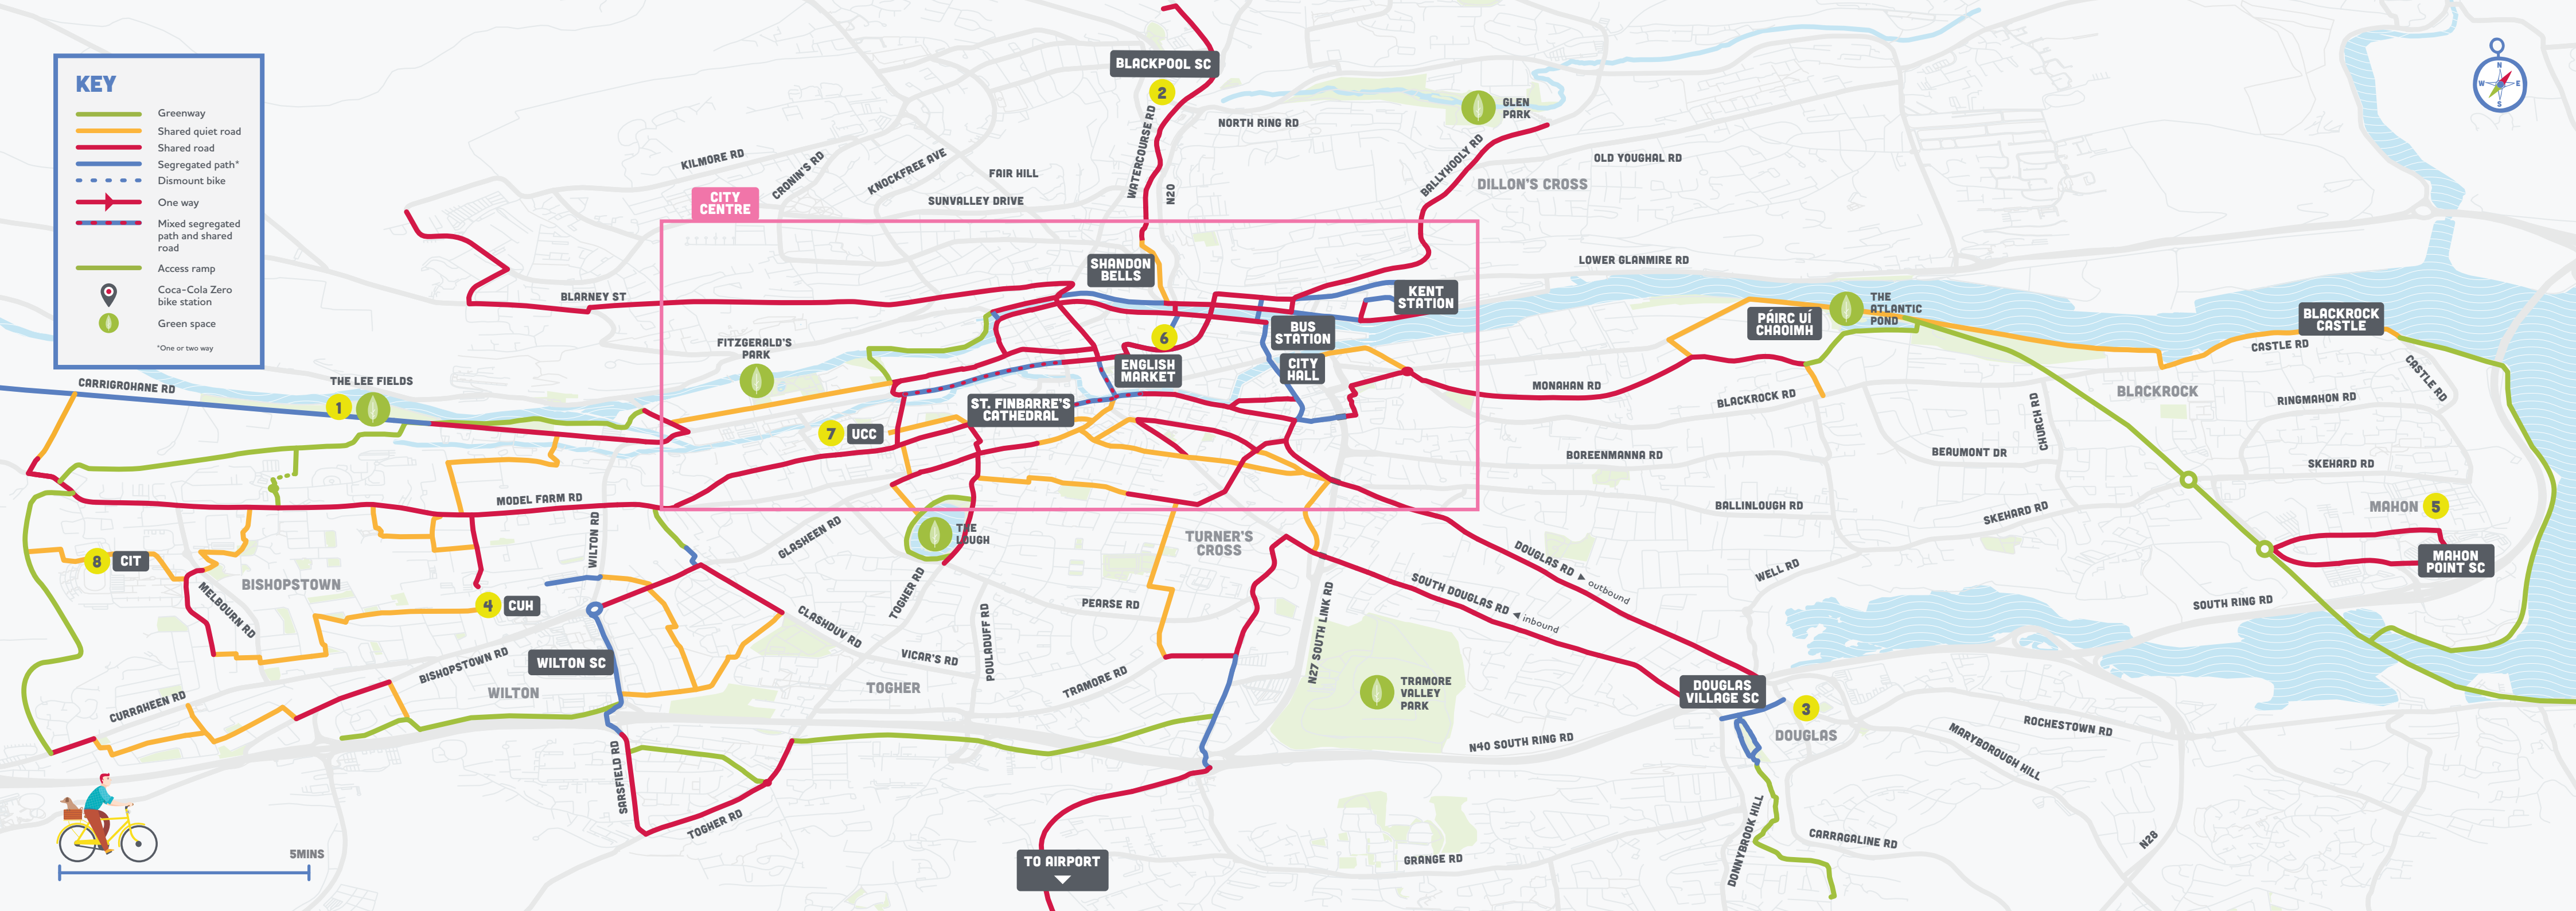 KEY
Greenway
Shared quiet road
Shared road
Segregated path*
Dismount bike
One way
Mixed segregated
path and shared
road
Access ramp
Coca-Cola Zero
bike station
Green space
*One or two way
BLACKPOOL SC
2
WATERCOURSE RD
N20
NORTH RING RD
GLEN
PARK
BALLYHOOLY RD
OLD YOUGHAL RD
DILLON'S CROSS
KILMORE RD
CRONIN'S RD
KNOCKFREE AVE
FAIR HILL
SUNVALLEY DRIVE
CITY
CENTRE
N
W
E
S
SHANDON
BELLS
LOWER GLANMIRE RD
BLARNEY ST
KENT
STATION
BUS
STATION
6
ENGLISH
MARKET
CITY
HALL
FITZGERALD'S
PARK
THE
ATLANTIC
POND
PÁIRC UÍ
CHAOIMH
BLACKROCK
CASTLE
CASTLE RD
CASTLE RD
CARRIGROHANE RD
THE LEE FIELDS
1
MONAHAN RD
BLACKROCK RD
BLACKROCK
RINGMAHON RD
CHURCH RD
ST. FINBARRE'S
CATHEDRAL
7
UCC
BOREENMANNA RD
BEAUMONT DR
SKEHARD RD
MODEL FARM RD
WILTON RD
BALLINLOUGH RD
SKEHARD RD
MAHON
5
GLASHEEN RD
THE
LOUGH
TURNER'S
CROSS
DOUGLAS RD
outbound
WELL RD
MAHON
POINT SC
8
CIT
BISHOPSTOWN
MELBOURN RD
4
CUH
CLASHDUV RD
TOGHER RD
PEARSE RD
SOUTH DOUGLAS RD
inbound
SOUTH RING RD
N27 SOUTH LINK RD
POULADUFF RD
VICAR'S RD
WILTON SC
BISHOPSTOWN RD
CURRAHEEN RD
WILTON
TOGHER
TRAMORE RD
TRAMORE
VALLEY
PARK
DOUGLAS
VILLAGE SC
3
DOUGLAS
ROCHESTOWN RD
MARYBOROUGH HILL
N40 SOUTH RING RD
SARSFIELD RD
TOGHER RD
DONNYBROOK HILL
CARRAGALINE RD
N28
5MINS
TO AIRPORT
GRANGE RD